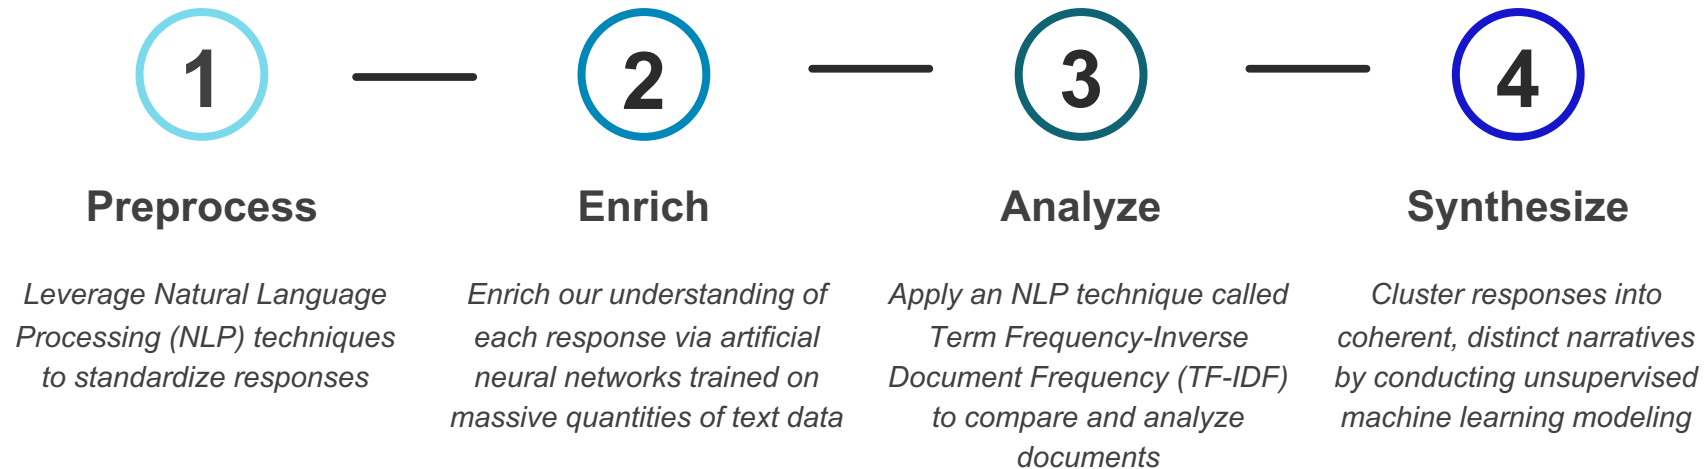 1
2
3
4
Preprocess
Enrich
Analyze
Synthesize
Leverage Natural Language
Processing (NLP) techniques
to standardize responses
Enrich our understanding of
each response via artificial
neural networks trained on
massive quantities of text data
Apply an NLP technique called
Term Frequency-Inverse
Document Frequency (TF-IDF)
to compare and analyze
documents
Cluster responses into
coherent, distinct narratives
by conducting unsupervised
machine learning modeling